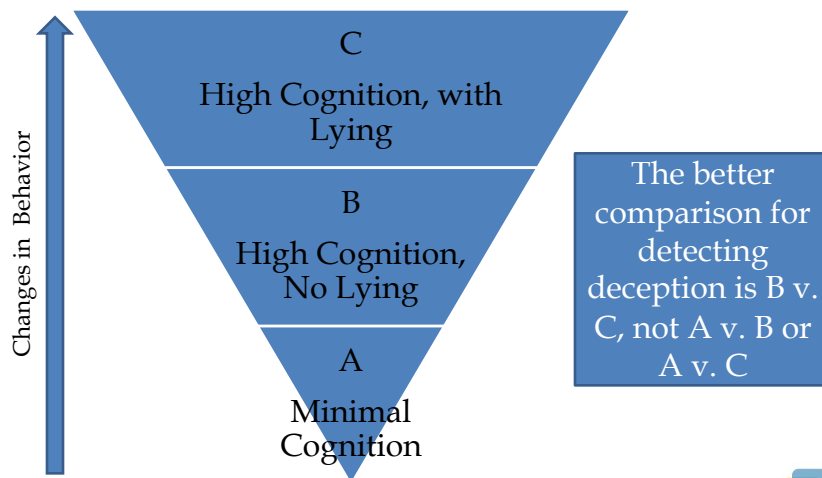 Changes in Behavior
C
High Cognition, with
Lying
B
High Cognition,
No Lying
A
Minimal
Cognition
The better
comparison for
detecting
deception is B v.
C, not A v. B or
A v. C